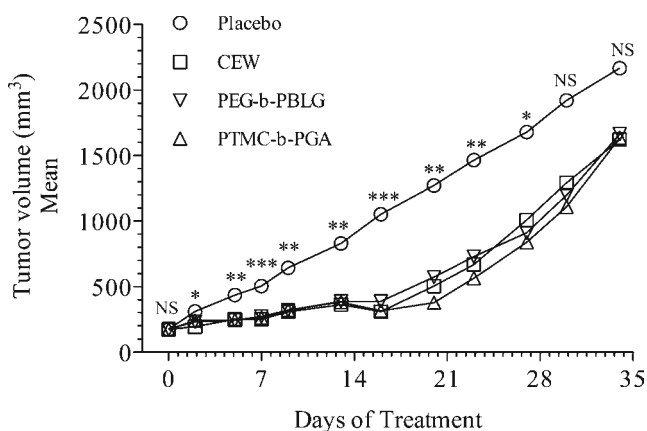 Placebo
CEW
PEG-b-PBLG
PTMC-b-PGA
Tumor volume (mm³)
Mean
2500
2000
1500
1000
500
0
NS
*
**
***
**
**
***
**
**
*
NS
NS
0
7
14
21
28
35
Days of Treatment